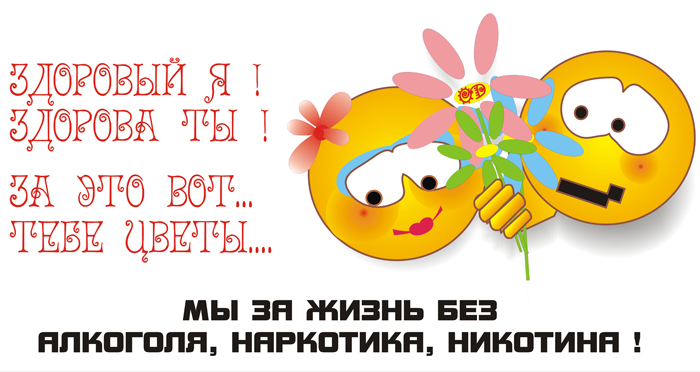 ЗДОРОВЫЙ Я !
ЗДОРОВА ТЫ !
ЗА ЭТО ВОТ...
ТЕБЕ ЦВЕТЫ....
МЫ ЗА ЖИЗНЬ БЕЗ
АЛКОГОЛЯ, НАРКОТИКА, НИКОТИНА !